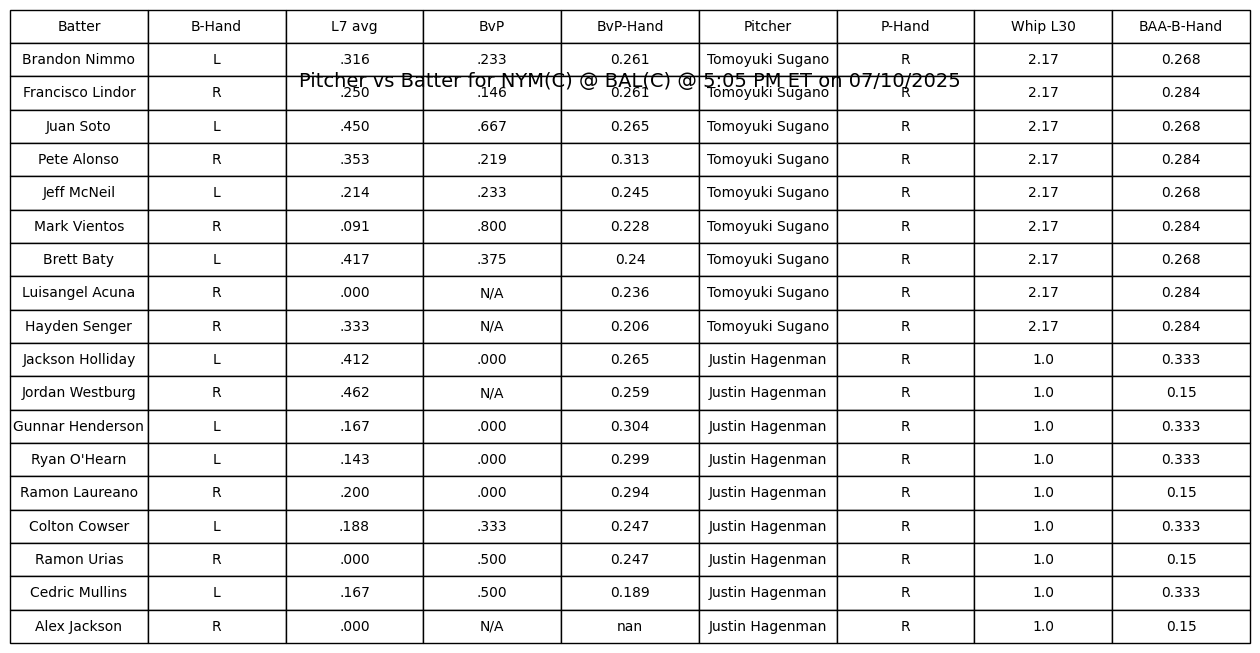 Batter B-Hand L7 avg BvP BvP-Hand Pitcher P-Hand Whip L30 BAA-B-Hand
Brandon Nimmo L .316 .233 0.261 Tomoyuki Sugano R 2.17 0.268
Pitcher vs Batter for NYM(C) @ BAL(C) @ 5:05 PM ET on 07/10/2025
Francisco Lindor R .250 .146 0.261 Tomoyuki Sugano R 2.17 0.284
Juan Soto L .450 .667 0.265 Tomoyuki Sugano R 2.17 0.268
Pete Alonso R .353 .219 0.313 Tomoyuki Sugano R 2.17 0.284
Jeff McNeil L .214 .233 0.245 Tomoyuki Sugano R 2.17 0.268
Mark Vientos R .091 .800 0.228 Tomoyuki Sugano R 2.17 0.284
Brett Baty L .417 .375 0.24 Tomoyuki Sugano R 2.17 0.268
Luisangel Acuna R .000 N/A 0.236 Tomoyuki Sugano R 2.17 0.284
Hayden Senger R .333 N/A 0.206 Tomoyuki Sugano R 2.17 0.284
Jackson Holliday L .412 .000 0.265 Justin Hagenman R 1.0 0.333
Jordan Westburg R .462 N/A 0.259 Justin Hagenman R 1.0 0.15
Gunnar Henderson L .167 .000 0.304 Justin Hagenman R 1.0 0.333
Ryan O'Hearn L .143 .000 0.299 Justin Hagenman R 1.0 0.333
Ramon Laureano R .200 .000 0.294 Justin Hagenman R 1.0 0.15
Colton Cowser L .188 .333 0.247 Justin Hagenman R 1.0 0.333
Ramon Urias R .000 .500 0.247 Justin Hagenman R 1.0 0.15
Cedric Mullins L .167 .500 0.189 Justin Hagenman R 1.0 0.333
Alex Jackson R .000 N/A nan Justin Hagenman R 1.0 0.15